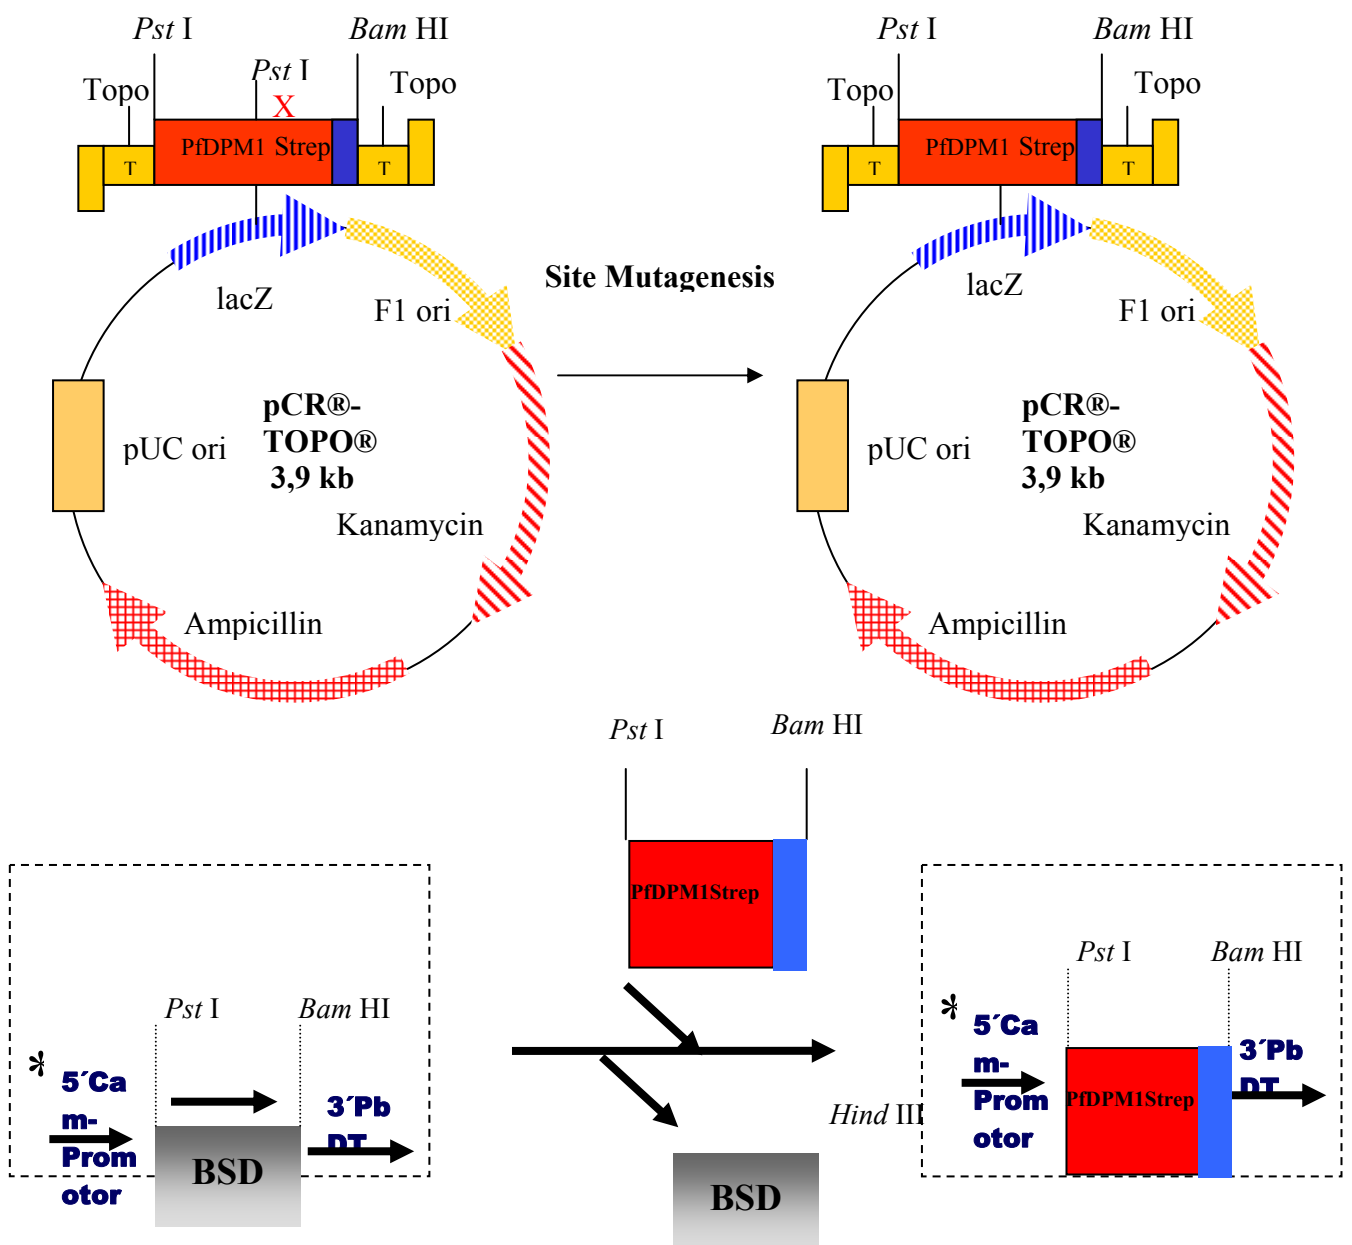 Pst I
Bam HI
Pst I
Topo
Topo
X
T
PfDPM1 Strep
T
lacZ
F1 ori
pUC ori
pCR®-
TOPO®
3,9 kb
Kanamycin
Ampicillin
Site Mutagenesis
Pst I
Bam HI
Topo
Topo
T
PfDPM1 Strep
T
lacZ
F1 ori
pUC ori
pCR®-
TOPO®
3,9 kb
Kanamycin
Ampicillin
Pst I
Bam HI
PfDPM1Strep
Pst I
Bam HI
*
5´Ca
m-
Prom
otor
BSD
3´Pb
DT
BSD
Hind III
Pst I
Bam HI
*
5´Ca
m-
Prom
otor
PfDPM1Strep
3´Pb
DT